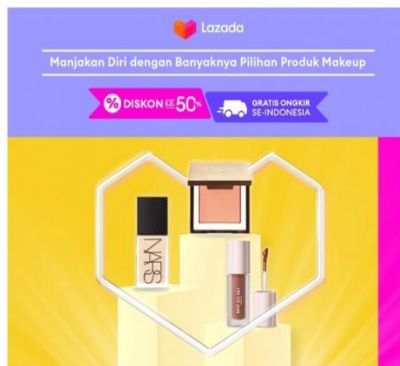 Lazada
Manjakan Diri dengan Banyaknya Pilihan Produk Makeup
% DISKON S.D 50%
GRATIS ONGKIR
SE-INDONESIA
NARS